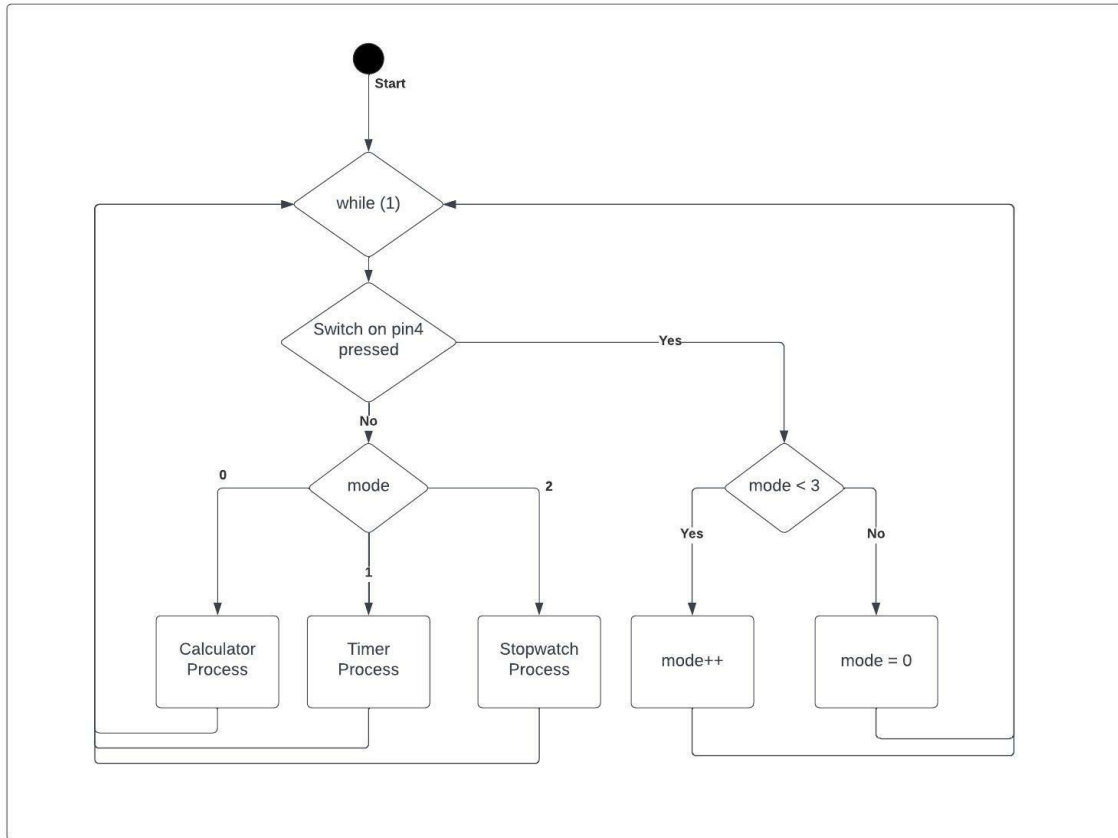 Start
while (1)
Switch on pin4
pressed
Yes
No
mode
0
2
1
mode < 3
Yes
No
Calculator
Process
Timer
Process
Stopwatch
Process
mode++
mode = 0